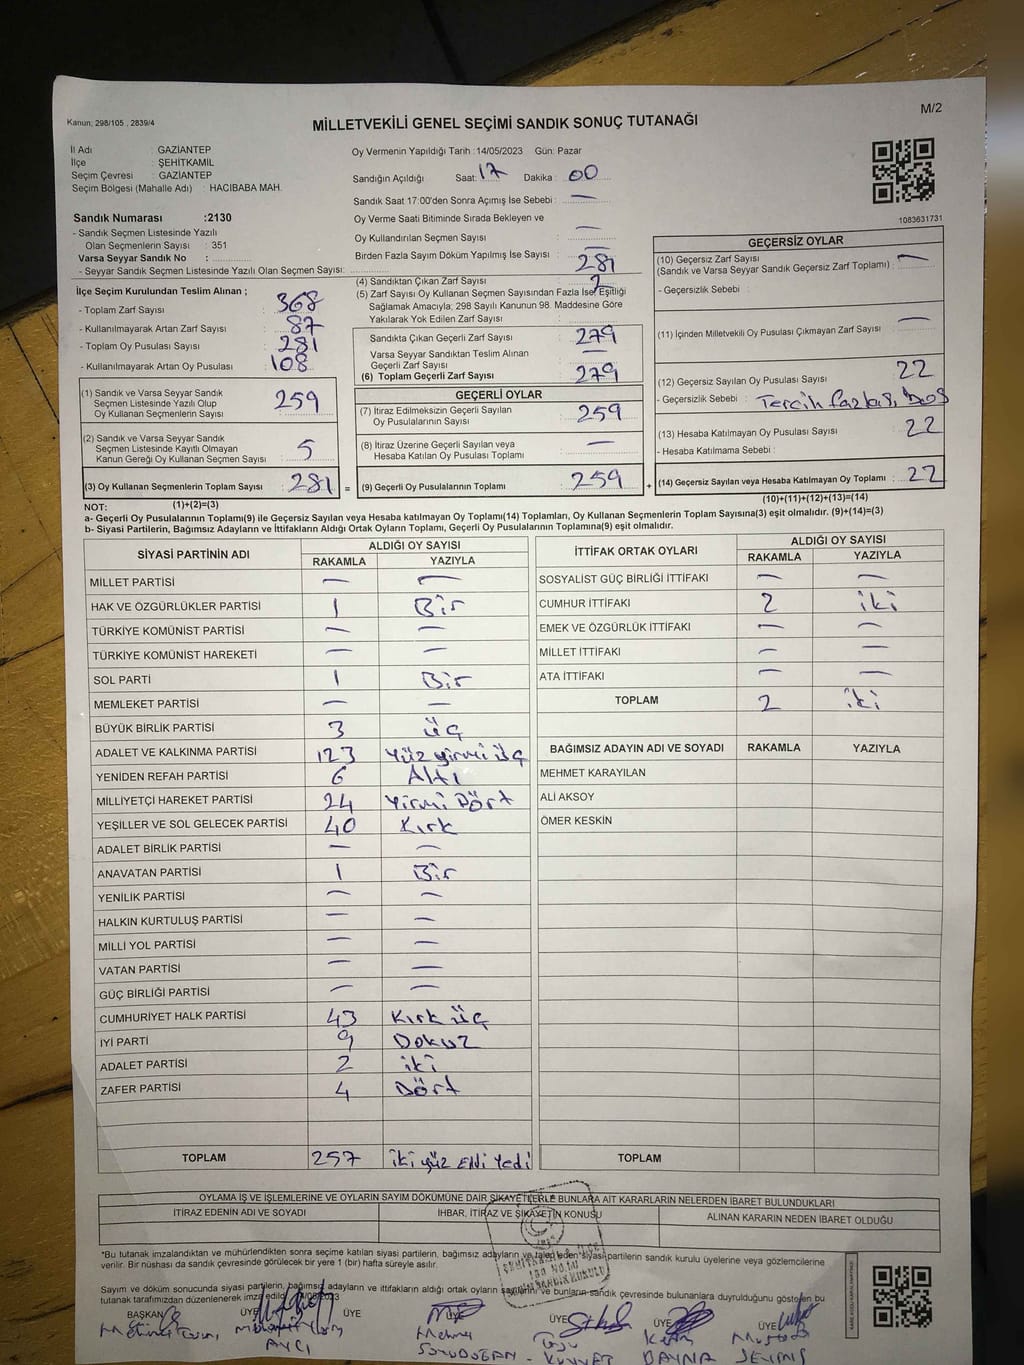 M/2
Kanun; 298/105 , 2839/4
MİLLETVEKİLİ GENEL SEÇİMİ SANDIK SONUÇ TUTANAĞI
İl Adı : GAZİANTEP
İlçe : ŞEHİTKAMİL
Seçim Çevresi : GAZİANTEP
Seçim Bölgesi (Mahalle Adı) : HACIBABA MAH.
Oy Vermenin Yapıldığı Tarih :14/05/2023 Gün: Pazar
Sandığın Açıldığı Saat: 17 Dakika: 00
Sandık Saat 17:00'den Sonra Açımış İse Sebebi : —
1083631731
Sandık Numarası :2130
- Sandık Seçmen Listesinde Yazılı
Olan Seçmenlerin Sayısı : 351
Varsa Seyyar Sandık No :
- Seyyar Sandık Seçmen Listesinde Yazılı Olan Seçmen Sayısı:
Oy Verme Saati Bitiminde Sırada Bekleyen ve
Oy Kullandırılan Seçmen Sayısı : —
Birden Fazla Sayım Döküm Yapılmış İse Sayısı : —
İlçe Seçim Kurulundan Teslim Alınan ;
- Toplam Zarf Sayısı : 368
- Kullanılmayarak Artan Zarf Sayısı : 87
- Toplam Oy Pusulası Sayısı : 281
- Kullanılmayarak Artan Oy Pusulası : 108
(4) Sandıktan Çıkan Zarf Sayısı : 281
(5) Zarf Sayısı Oy Kullanan Seçmen Sayısından Fazla İse, Eşitliği
Sağlamak Amacıyla; 298 Sayılı Kanunun 98. Maddesine Göre
Yakılarak Yok Edilen Zarf Sayısı : 2
Sandıkta Çıkan Geçerli Zarf Sayısı : 279
Varsa Seyyar Sandıktan Teslim Alınan
Geçerli Zarf Sayısı : —
(6) Toplam Geçerli Zarf Sayısı : 279
GEÇERSİZ OYLAR
(10) Geçersiz Zarf Sayısı : —
(Sandık ve Varsa Seyyar Sandık Geçersiz Zarf Toplamı)
- Geçersizlik Sebebi :
(11) İçinden Milletvekili Oy Pusulası Çıkmayan Zarf Sayısı : —
(12) Geçersiz Sayılan Oy Pusulası Sayısı : 22
- Geçersizlik Sebebi : Tercih fazlası,
(13) Hesaba Katılmayan Oy Pusulası Sayısı : 22
- Hesaba Katılmama Sebebi :
(14) Geçersiz Sayılan veya Hesaba Katılmayan Oy Toplamı : 22
(10)+(11)+(12)+(13)=(14)
(1) Sandık ve Varsa Seyyar Sandık
Seçmen Listesinde Yazılı Olup
Oy Kullanan Seçmenlerin Sayısı : 259
(2) Sandık ve Varsa Seyyar Sandık
Seçmen Listesinde Kayıtlı Olmayan
Kanun Gereği Oy Kullanan Seçmen Sayısı : 5
(3) Oy Kullanan Seçmenlerin Toplam Sayısı : 281 =
(1)+(2)=(3)
GEÇERLİ OYLAR
(7) İtiraz Edilmeksizin Geçerli Sayılan
Oy Pusulalarının Sayısı : 259
(8) İtiraz Üzerine Geçerli Sayılan veya
Hesaba Katılan Oy Pusulası Toplamı : —
(9) Geçerli Oy Pusulalarının Toplamı : 259 +
NOT:
a- Geçerli Oy Pusulalarının Toplamı(9) ile Geçersiz Sayılan veya Hesaba katılmayan Oy Toplamı(14) Toplamları, Oy Kullanan Seçmenlerin Toplam Sayısına(3) eşit olmalıdır. (9)+(14)=(3)
b- Siyasi Partilerin, Bağımsız Adayların ve İttifakların Aldığı Ortak Oyların Toplamı, Geçerli Oy Pusulalarının Toplamına(9) eşit olmalıdır.
SİYASİ PARTİNİN ADI ALDIĞI OY SAYISI
RAKAMLA YAZIYLA
MİLLET PARTİSİ — —
HAK VE ÖZGÜRLÜKLER PARTİSİ 1 Bir
TÜRKİYE KOMÜNİST PARTİSİ — —
TÜRKİYE KOMÜNİST HAREKETİ — —
SOL PARTİ 1 Bir
MEMLEKET PARTİSİ — —
BÜYÜK BİRLİK PARTİSİ 3 üç
ADALET VE KALKINMA PARTİSİ 123 Yüz yirmi üç
YENİDEN REFAH PARTİSİ 6 Altı
MİLLİYETÇİ HAREKET PARTİSİ 24 Yirmi Dört
YEŞİLLER VE SOL GELECEK PARTİSİ 40 Kırk
ADALET BİRLİK PARTİSİ — —
ANAVATAN PARTİSİ 1 Bir
YENİLİK PARTİSİ — —
HALKIN KURTULUŞ PARTİSİ — —
MİLLİ YOL PARTİSİ — —
VATAN PARTİSİ — —
GÜÇ BİRLİĞİ PARTİSİ — —
CUMHURİYET HALK PARTİSİ 43 Kırk üç
İYİ PARTİ 9 Dokuz
ADALET PARTİSİ 2 iki
ZAFER PARTİSİ 4 Dört
TOPLAM 257 iki yüz Elli Yedi
İTTİFAK ORTAK OYLARI ALDIĞI OY SAYISI
RAKAMLA YAZIYLA
SOSYALİST GÜÇ BİRLİĞİ İTTİFAKI — —
CUMHUR İTTİFAKI 2 iki
EMEK VE ÖZGÜRLÜK İTTİFAKI — —
MİLLET İTTİFAKI — —
ATA İTTİFAKI — —
TOPLAM 2 iki
BAĞIMSIZ ADAYIN ADI VE SOYADI RAKAMLA YAZIYLA
MEHMET KARAYILAN
ALİ AKSOY
ÖMER KESKİN
TOPLAM
OYLAMA İŞ VE İŞLEMLERİNE VE OYLARIN SAYIM DÖKÜMÜNE DAİR ŞİKAYETLERLE BUNLARA AİT KARARLARIN NELERDEN İBARET BULUNDUKLARI
İTİRAZ EDENİN ADI VE SOYADI İHBAR, İTİRAZ VE ŞİKAYETİN KONUSU ALINAN KARARIN NEDEN İBARET OLDUĞU
*Bu tutanak imzalandıktan ve mühürlendikten sonra seçime katılan siyasi partilerin, bağımsız adayların ve talep eden siyasi partilerin sandık kurulu üyelerine veya gözlemcilerine
verilir. Bir nüshası da sandık çevresinde görülecek bir yere 1 (bir) hafta süreyle asılır.
Sayım ve döküm sonucunda siyasi partilerin, bağımsız adayların ve ittifakların aldığı ortak oyların sayılarını ve bunların sandık çevresinde bulunanlara duyrulduğunu gösteren bu
tutanak tarafımızdan düzenlenerek imza edildi.
BAŞKAN ÜYE ÜYE ÜYE ÜYE ÜYE ÜYE
AVCI Mehmet